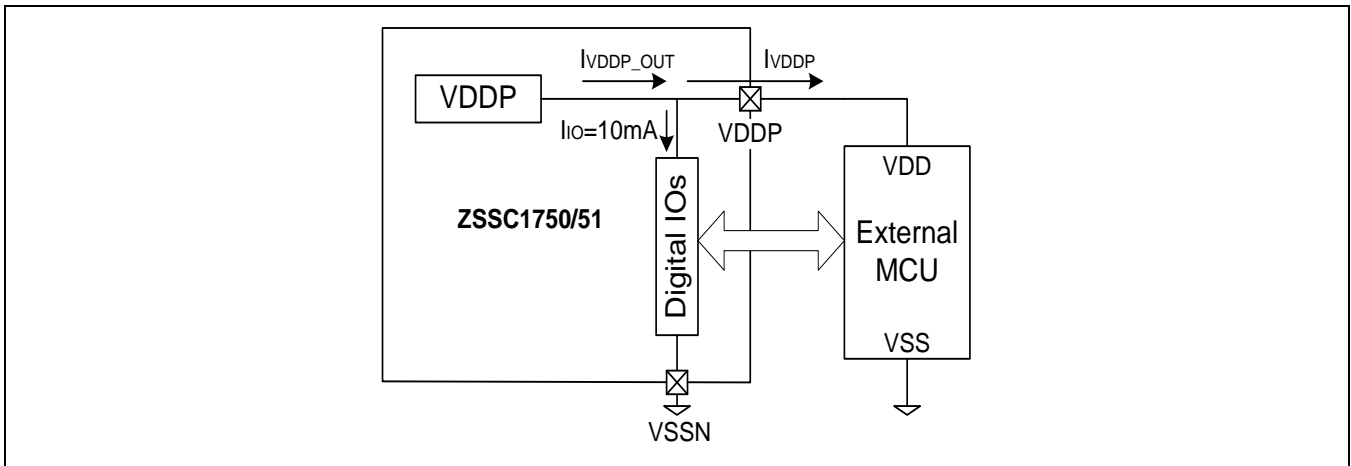 IVDDP_OUT
IVDDP
VDDP
IIO=10mA
VDDP
VDD
ZSSC1750/51
Digital IOs
External
MCU
VSS
VSSN